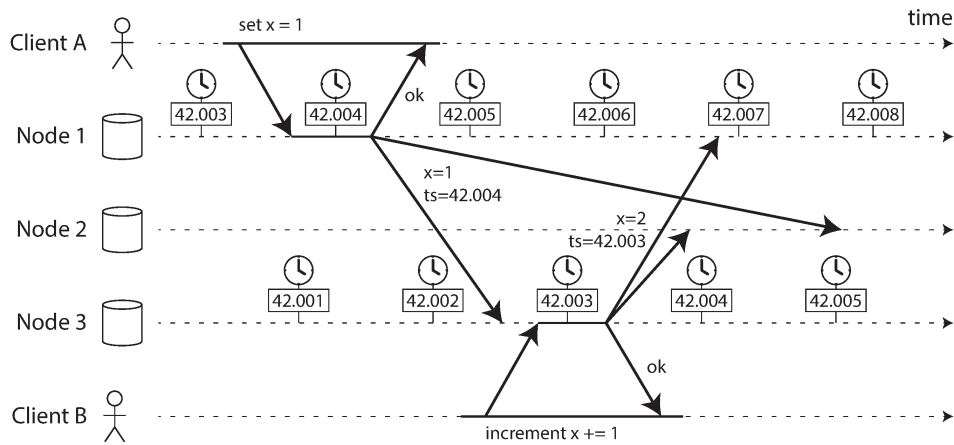 time
set x = 1
Client A
42.003 42.004 42.005 42.006 42.007 42.008
ok
Node 1
x=1
ts=42.004
x=2
ts=42.003
Node 2
42.001 42.002 42.003 42.004 42.005
Node 3
ok
Client B
increment x += 1